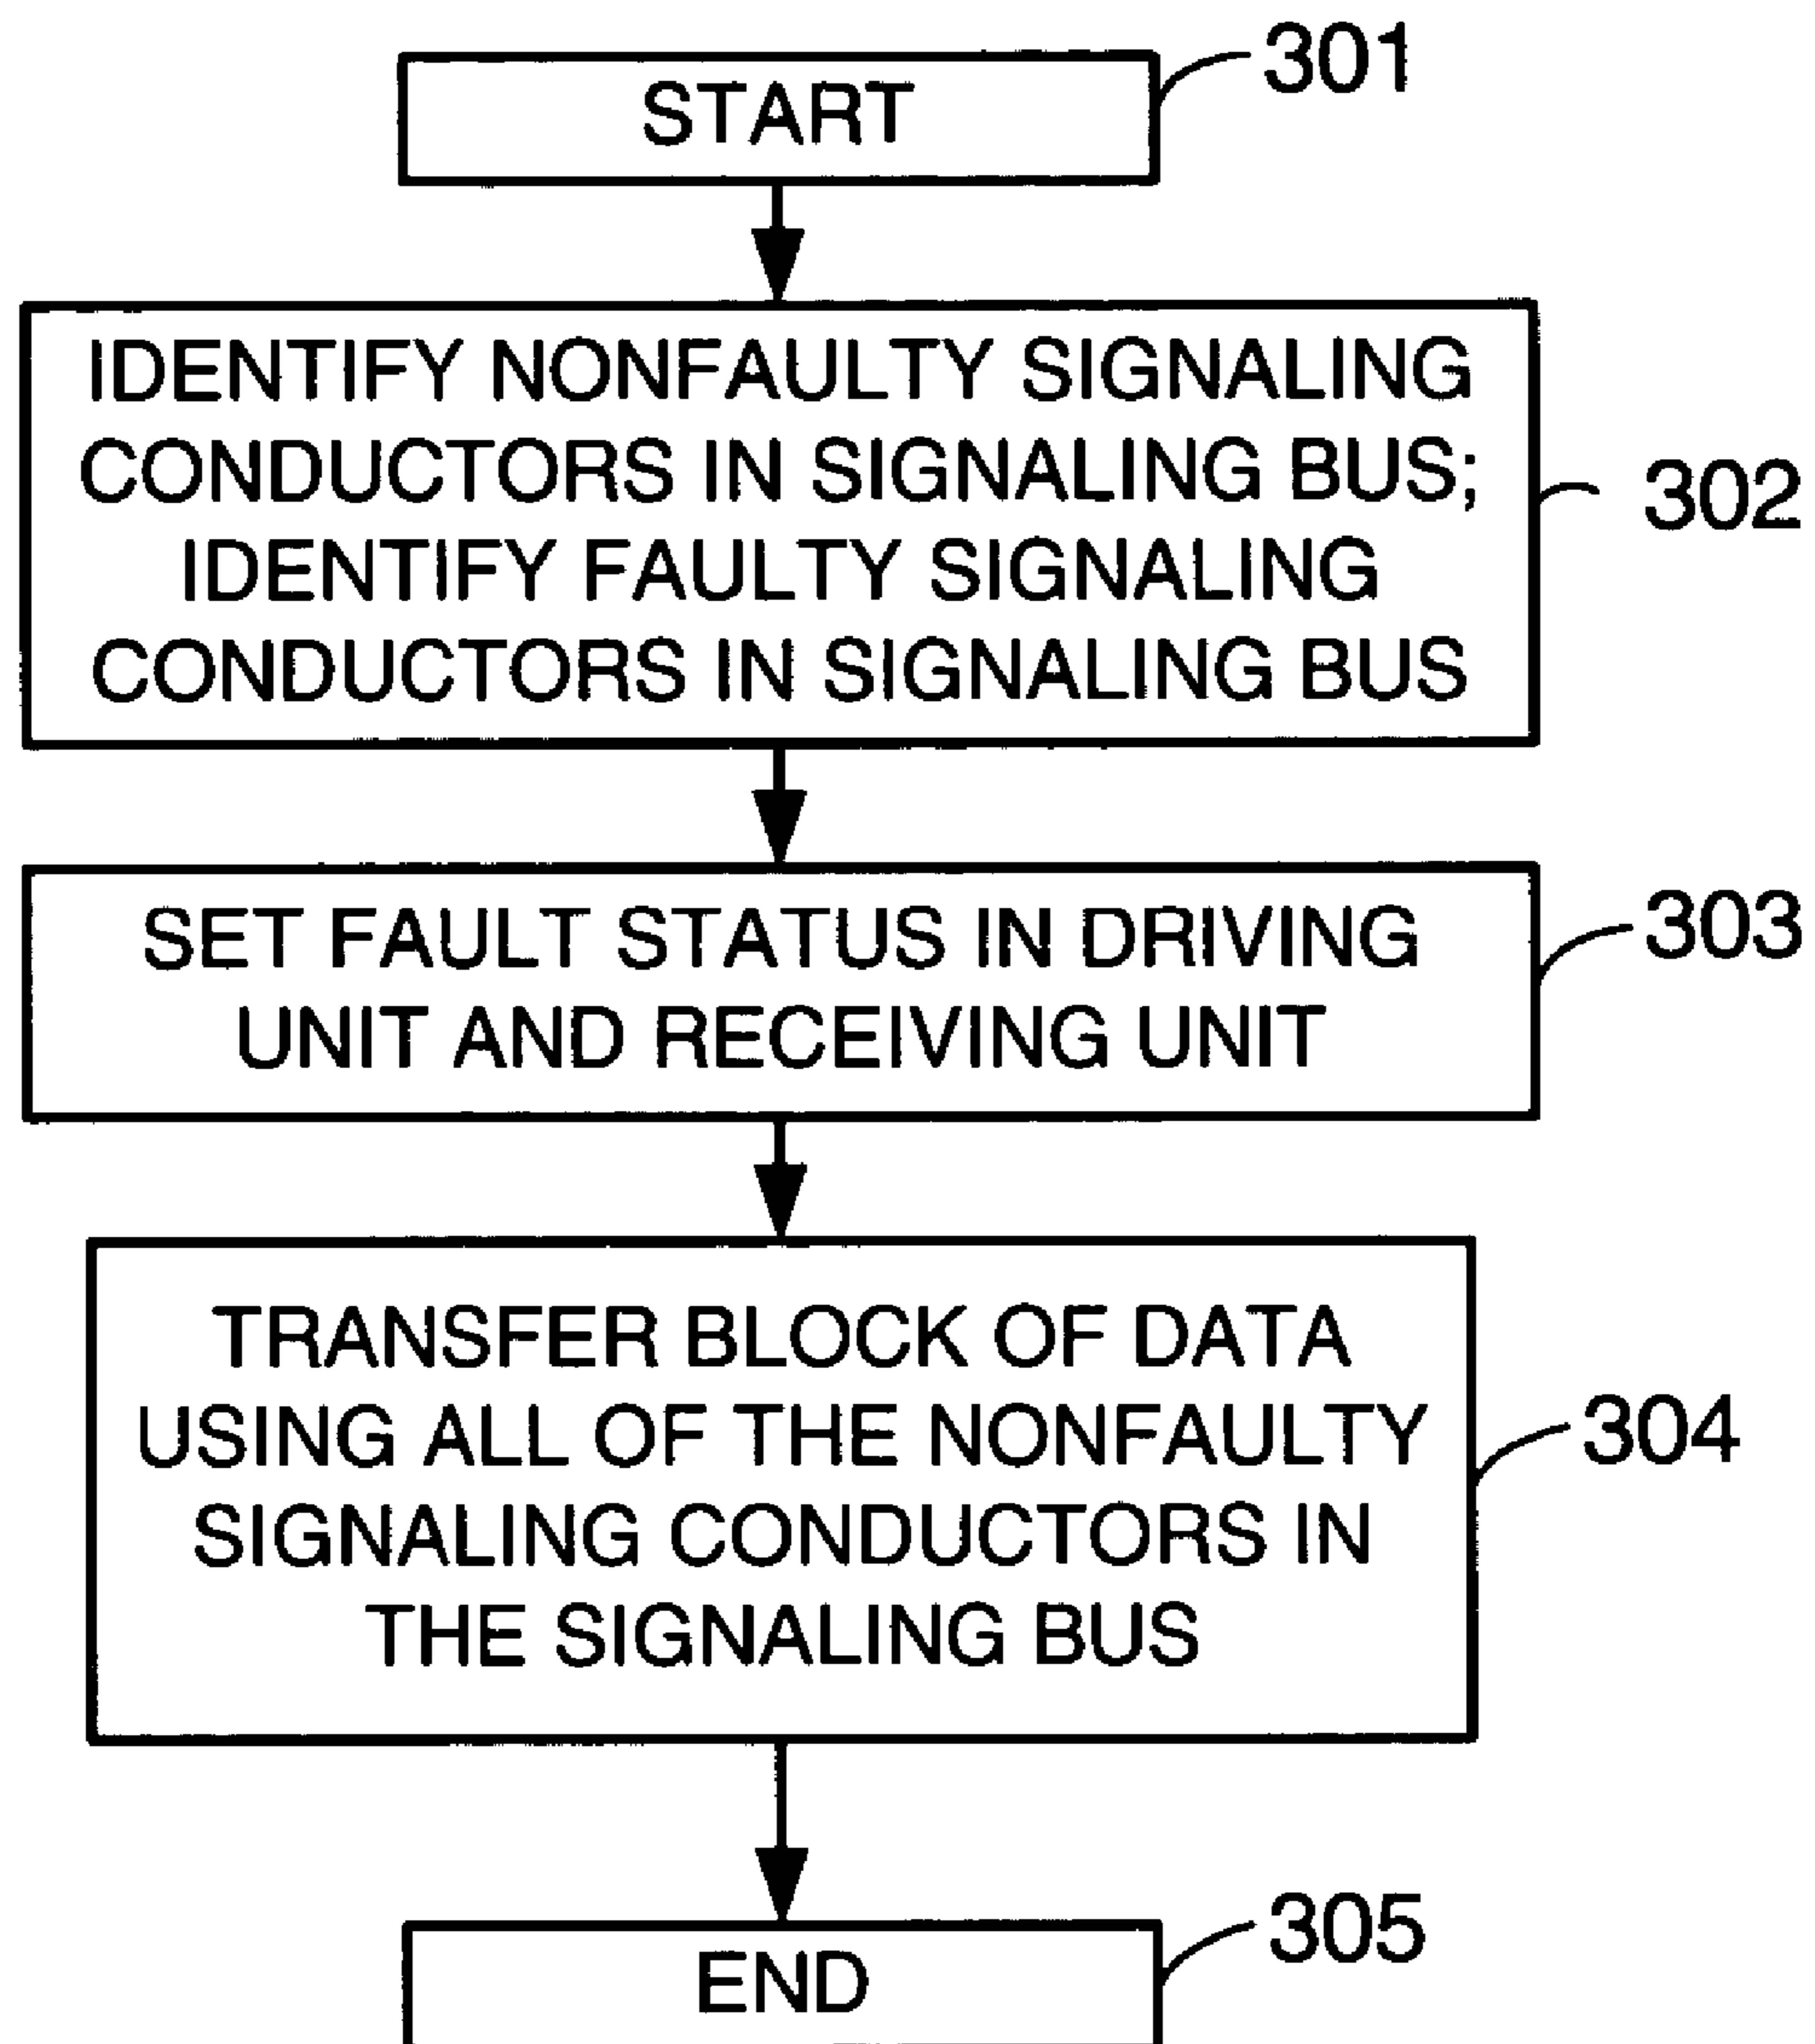 START
301
IDENTIFY NONFAULTY SIGNALING
CONDUCTORS IN SIGNALING BUS;
IDENTIFY FAULTY SIGNALING
CONDUCTORS IN SIGNALING BUS
302
SET FAULT STATUS IN DRIVING
UNIT AND RECEIVING UNIT
303
TRANSFER BLOCK OF DATA
USING ALL OF THE NONFAULTY
SIGNALING CONDUCTORS IN
THE SIGNALING BUS
304
END
305